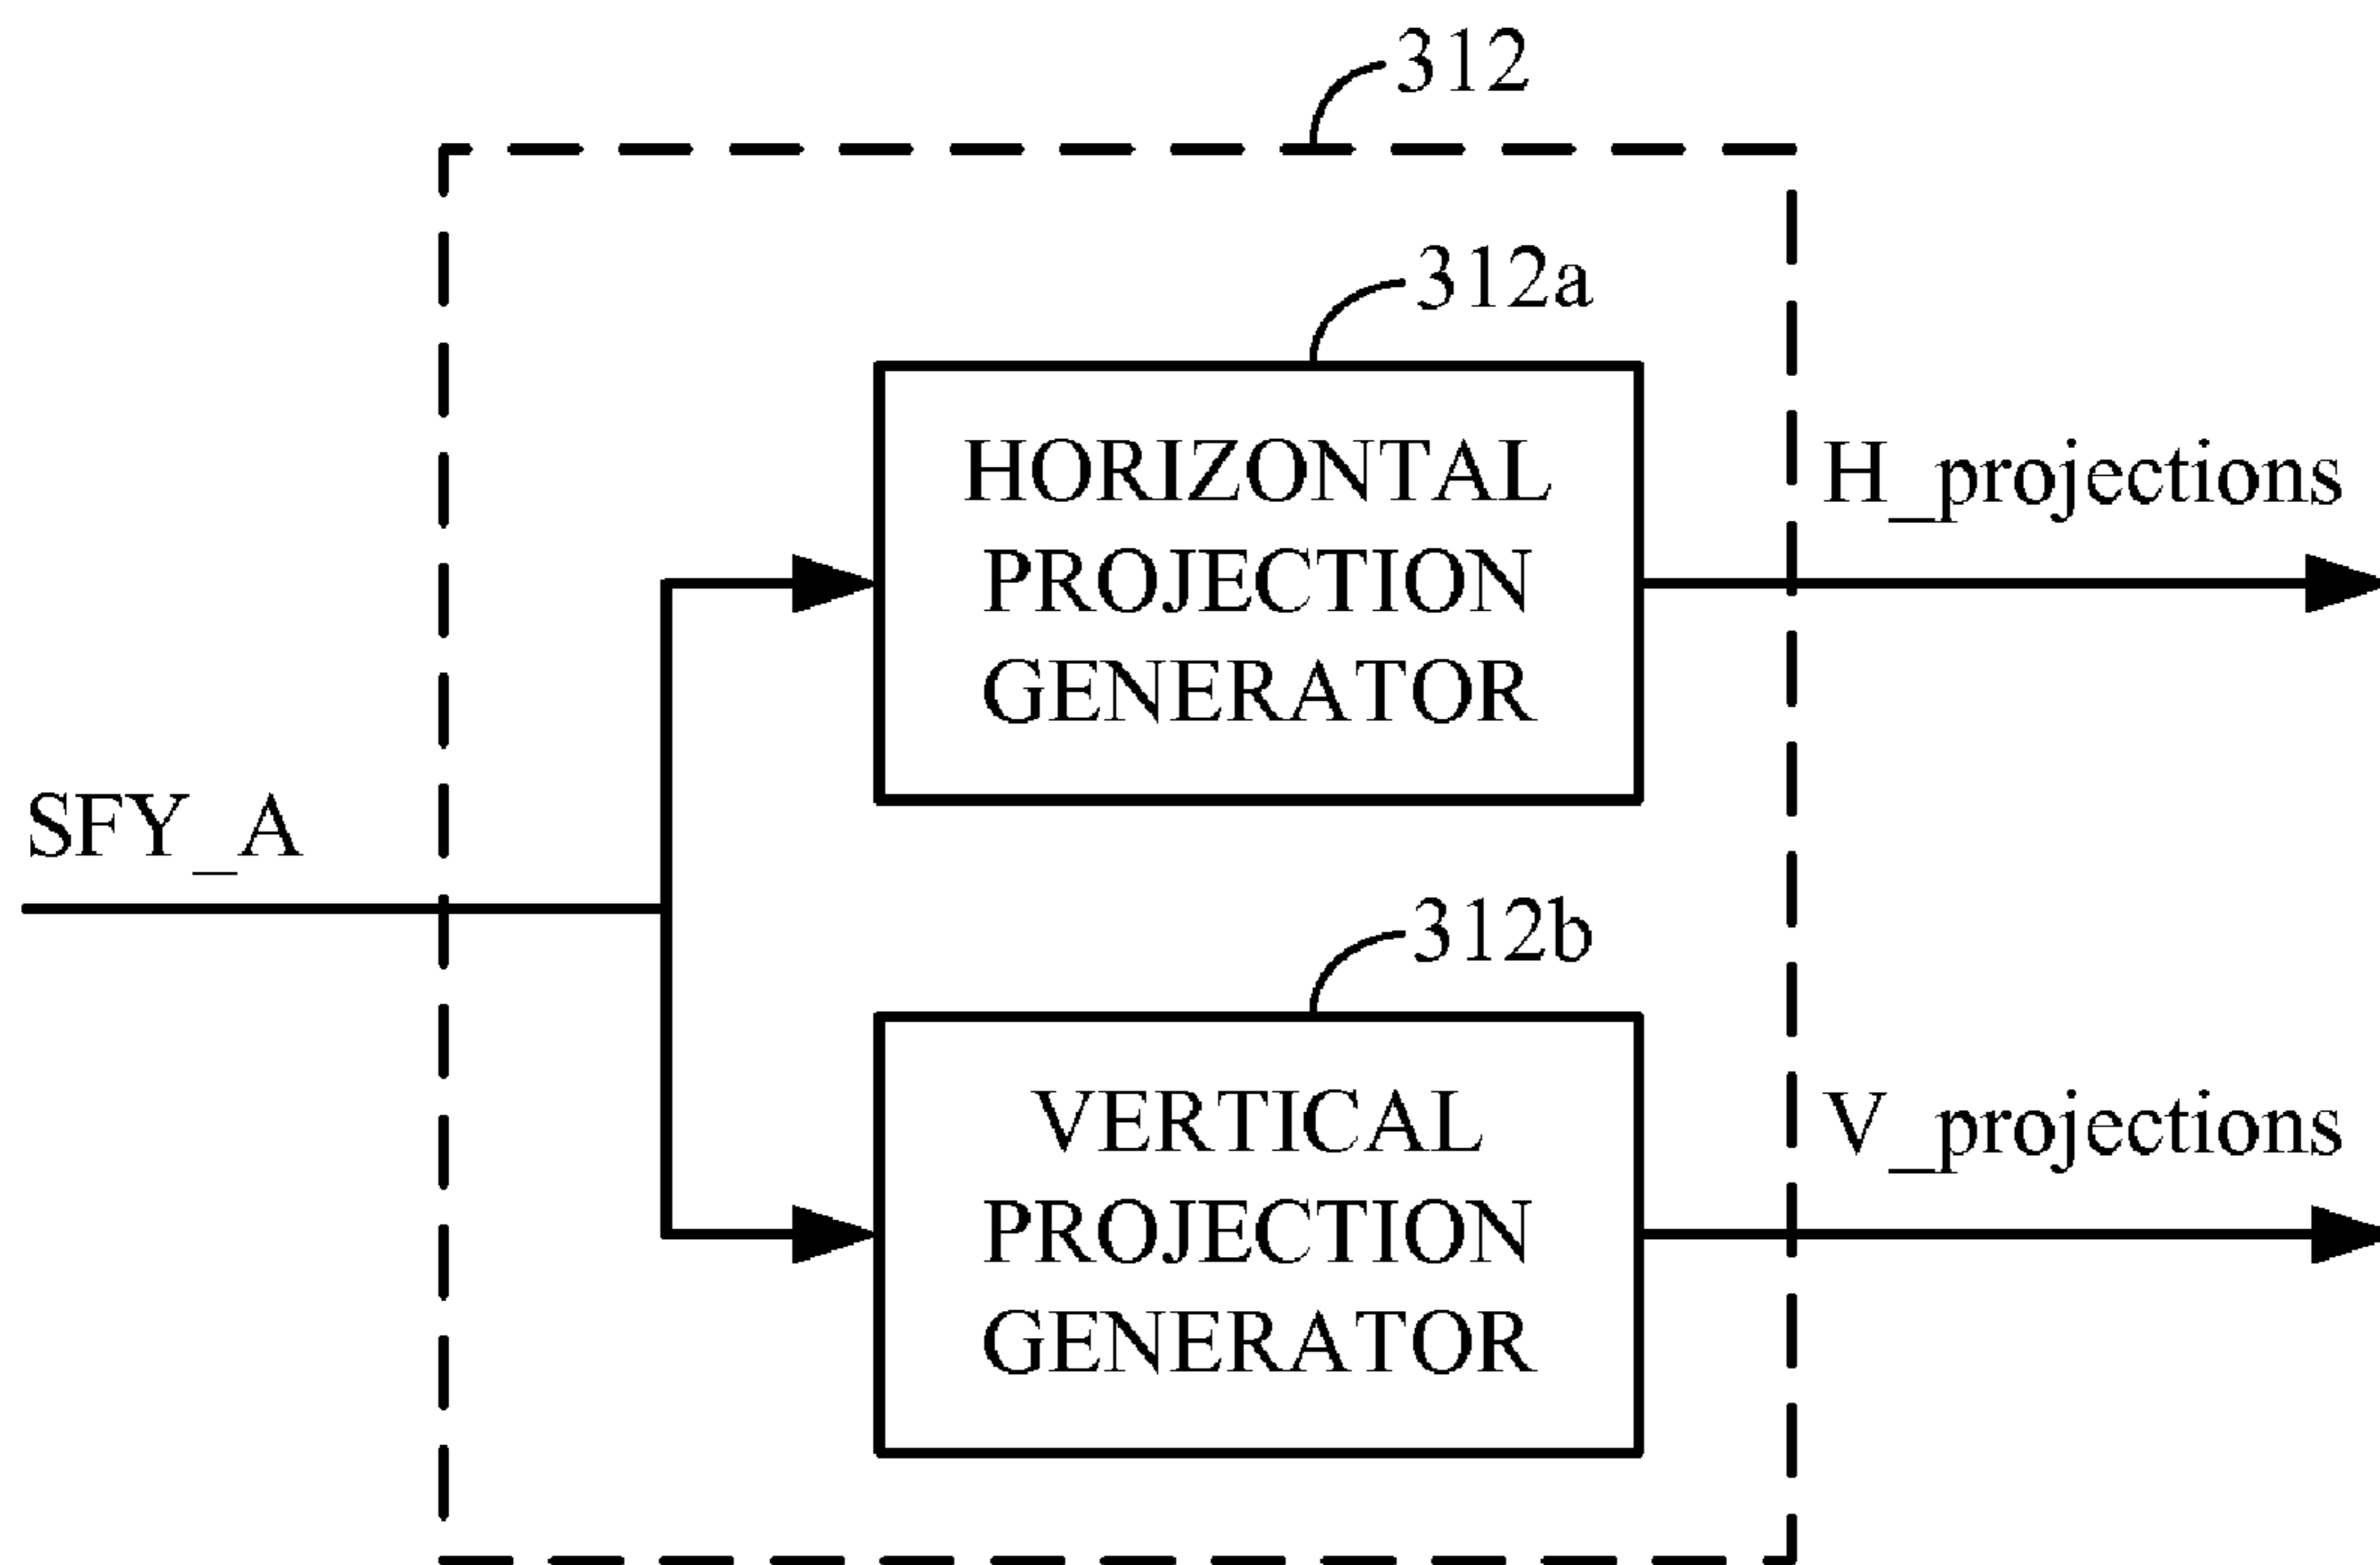 312
312a
HORIZONTAL
PROJECTION
GENERATOR
H_projections
SFY_A
312b
VERTICAL
PROJECTION
GENERATOR
V_projections